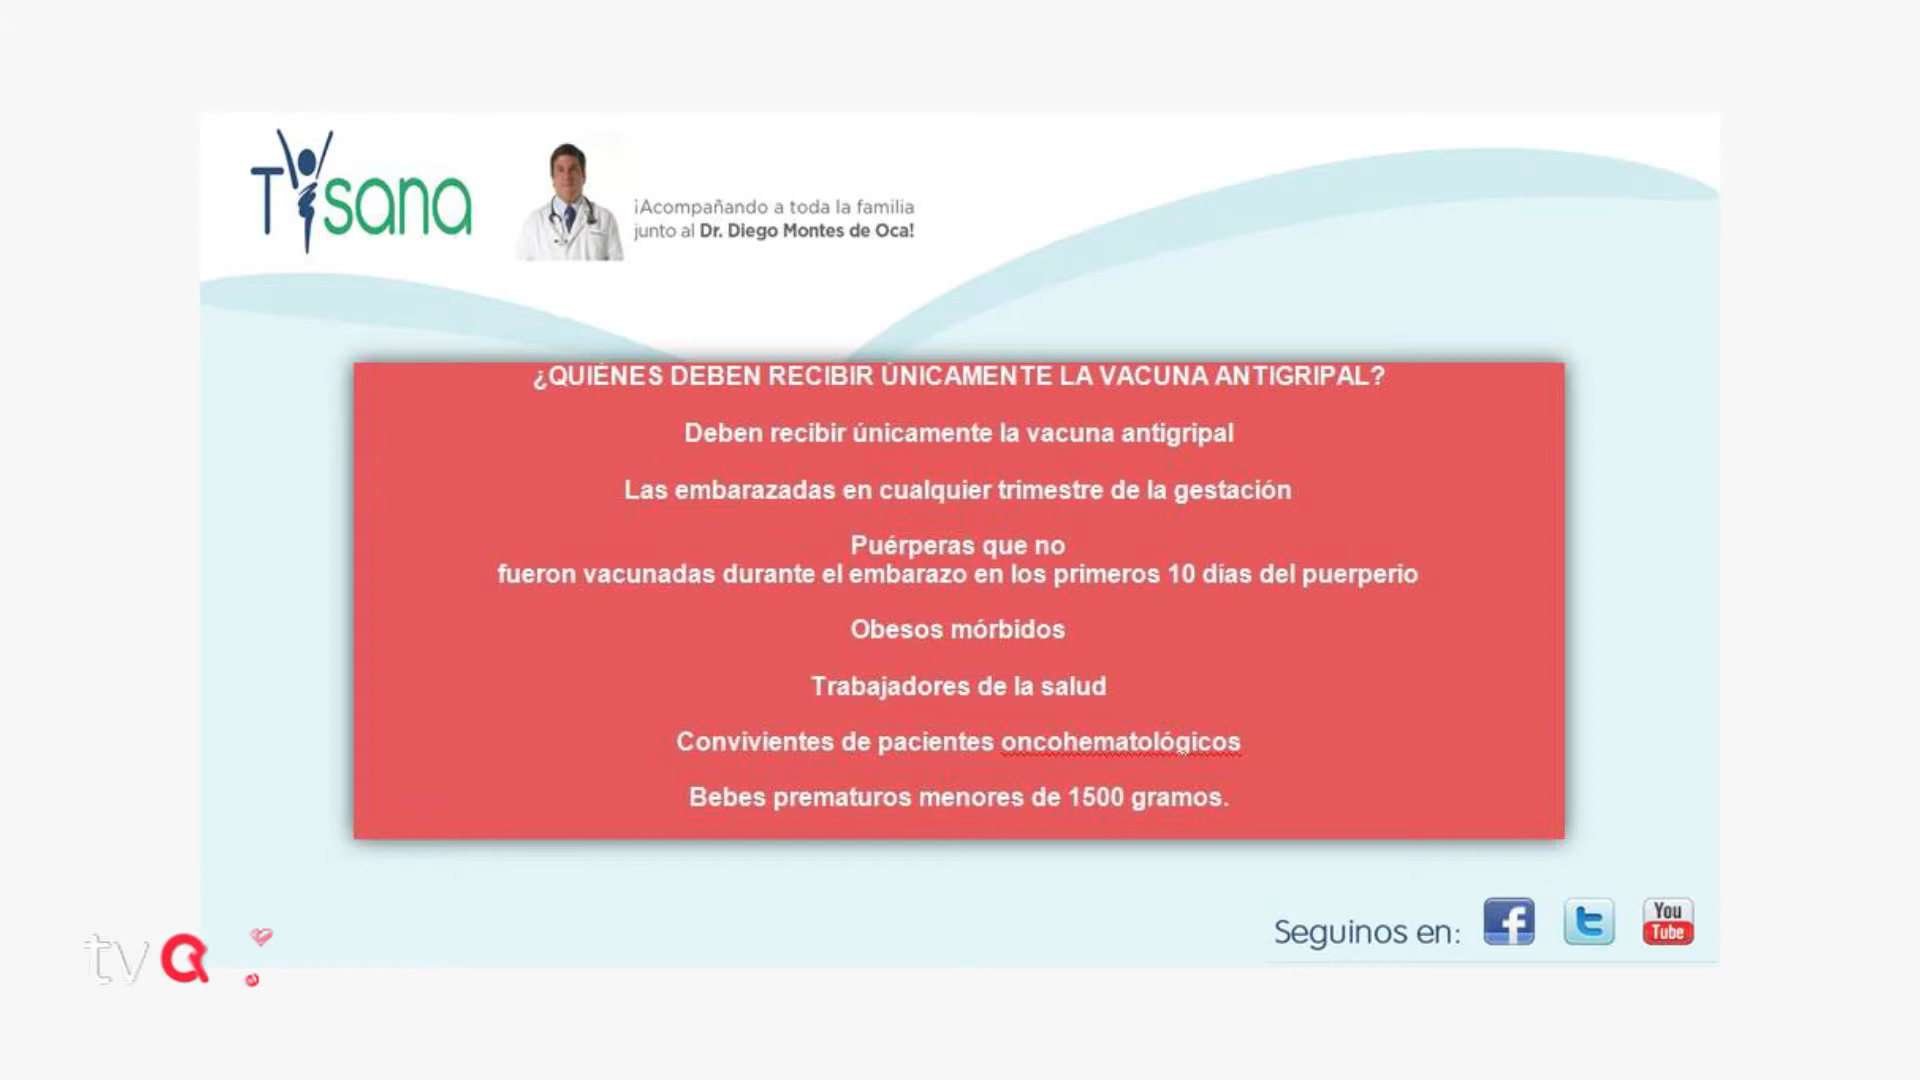 TVsana
¡Acompañando a toda la familia
junto al Dr. Diego Montes de Oca!
¿QUIÉNES DEBEN RECIBIR ÚNICAMENTE LA VACUNA ANTIGRIPAL?
Deben recibir únicamente la vacuna antigripal
Las embarazadas en cualquier trimestre de la gestación
Puérperas que no
fueron vacunadas durante el embarazo en los primeros 10 días del puerperio
Obesos mórbidos
Trabajadores de la salud
Convivientes de pacientes oncohematológicos
Bebes prematuros menores de 1500 gramos.
Seguinos en:
You
Tube
tvQ